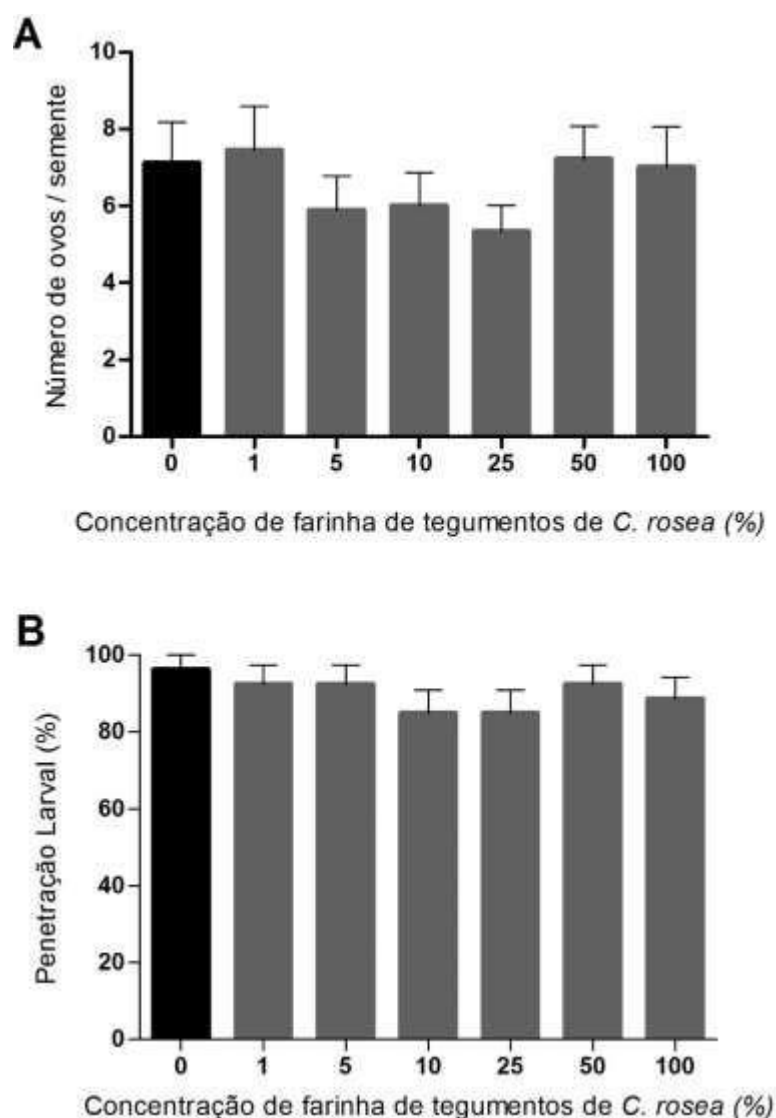 A
Número de ovos / semente
10
8
6
4
2
0
0 1 5 10 25 50 100
Concentração de farinha de tegumentos de C. rosea (%)
B
Penetração Larval (%)
100
80
60
40
20
0
0 1 5 10 25 50 100
Concentração de farinha de tegumentos de C. rosea (%)